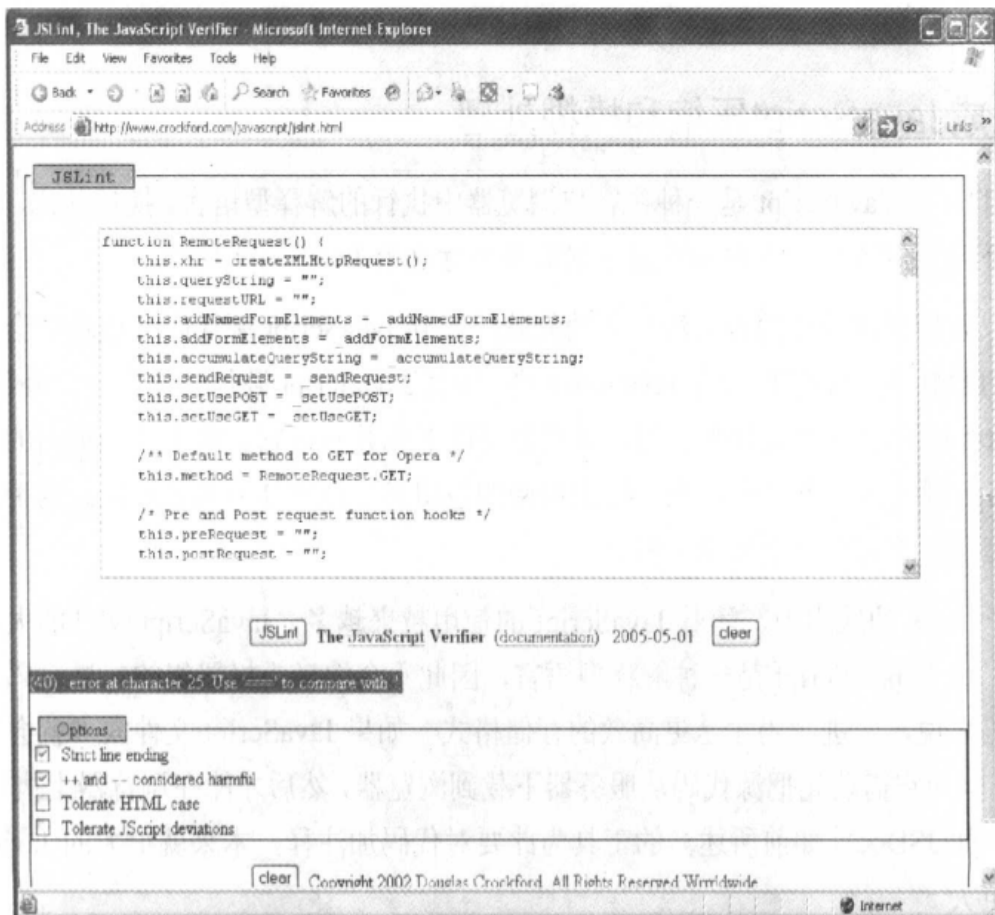 JSLint, The JavaScript Verifier - Microsoft Internet Explorer
File Edit View Favorites Tools Help
Back Search Favorites
Address http://www.crockford.com/javascript/jslint.html Go Links »
JSLint
function RemoteRequest() {
this.xhr = createXMLHttpRequest();
this.queryString = "";
this.requestURL = "";
this.addNamedFormElements = _addNamedFormElements;
this.addFormElements = _addFormElements;
this.accumulateQueryString = _accumulateQueryString;
this.sendRequest = _sendRequest;
this.setUsePOST = _setUsePOST;
this.setUseGET = _setUseGET;
/** Default method to GET for Opera */
this.method = RemoteRequest.GET;
/* Pre and Post request function hooks */
this.preRequest = "";
this.postRequest = "";
JSLint The JavaScript Verifier (documentation) 2005-05-01 clear
(40) : error at character 25: Use '===' to compare with
Options
Strict line ending
++ and -- considered harmful
Tolerate HTML case
Tolerate JScript deviations
clear Copyright 2002 Douglas Crockford. All Rights Reserved Wrrldwide
Internet